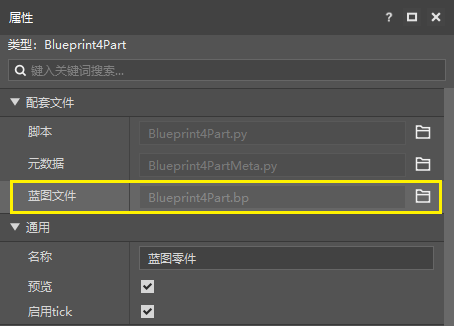 属性
类型：Blueprint4Part
键入关键词搜索...
配套文件
脚本 Blueprint4Part.py
元数据 Blueprint4PartMeta.py
蓝图文件 Blueprint4Part.bp
通用
名称 蓝图零件
预览
启用tick